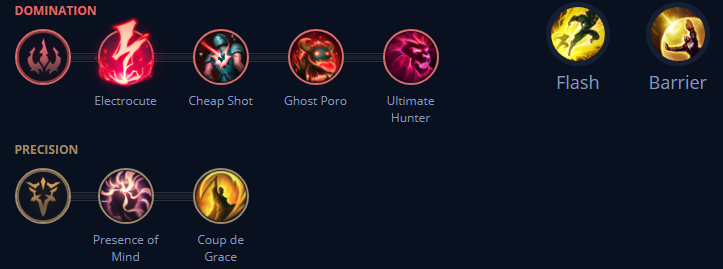 DOMINATION
Electrocute
Cheap Shot
Ghost Poro
Ultimate
Hunter
Flash
Barrier
PRECISION
Presence of
Mind
Coup de
Grace